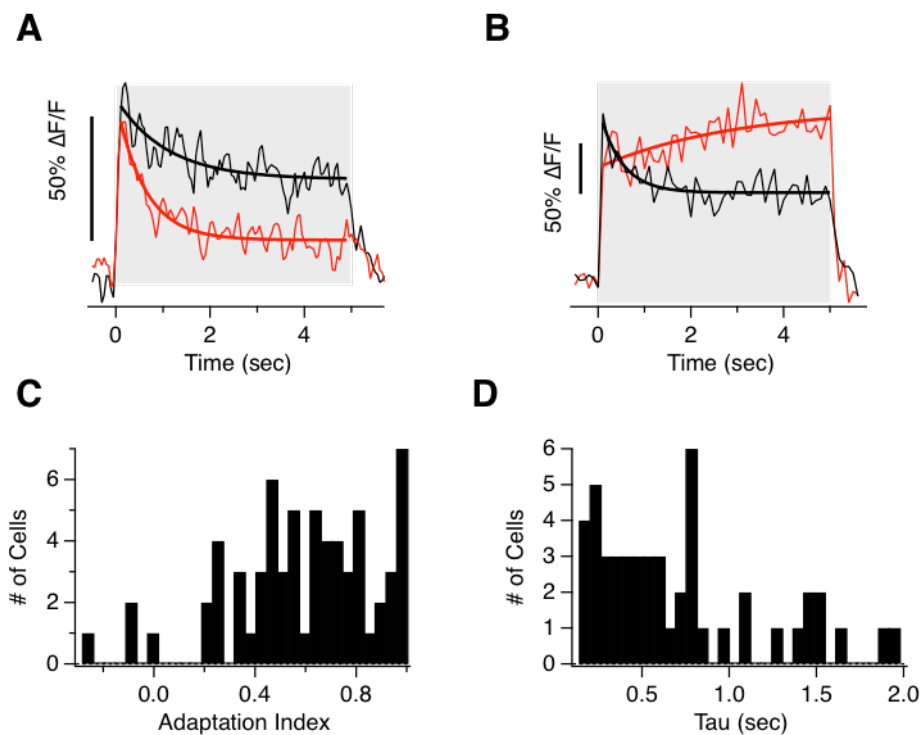 A
B
50% ΔF/F
50% ΔF/F
0
2
4
Time (sec)
0
2
4
Time (sec)
C
D
6
4
2
0
# of Cells
0.0
0.4
0.8
Adaptation Index
6
5
4
3
2
1
0
# of Cells
0.5
1.0
1.5
2.0
Tau (sec)